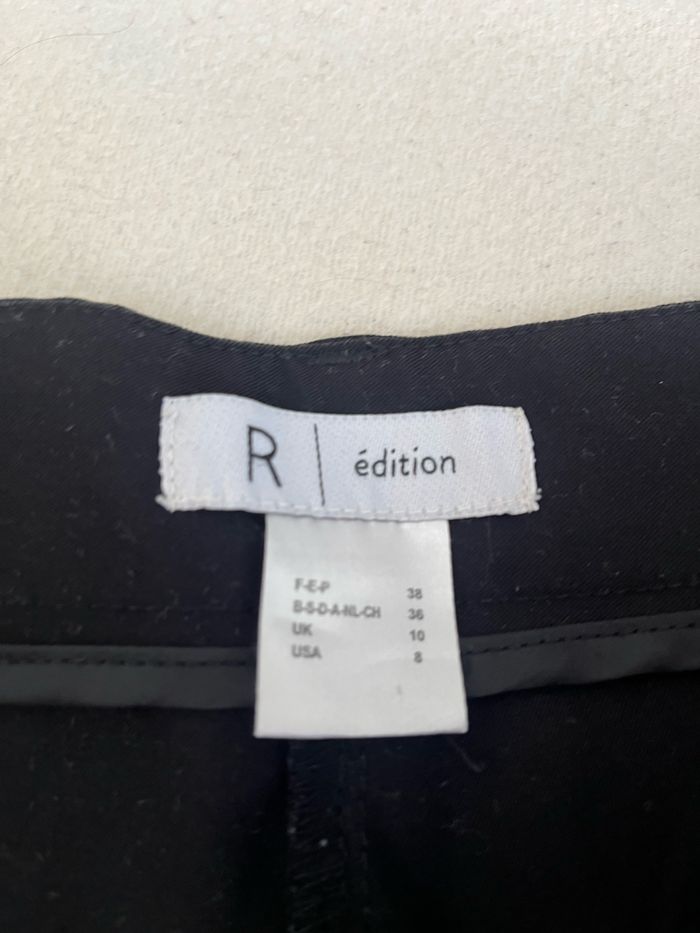 R | édition
F-E-P 38
B-S-D-A-NL-CH 36
UK 10
USA 8